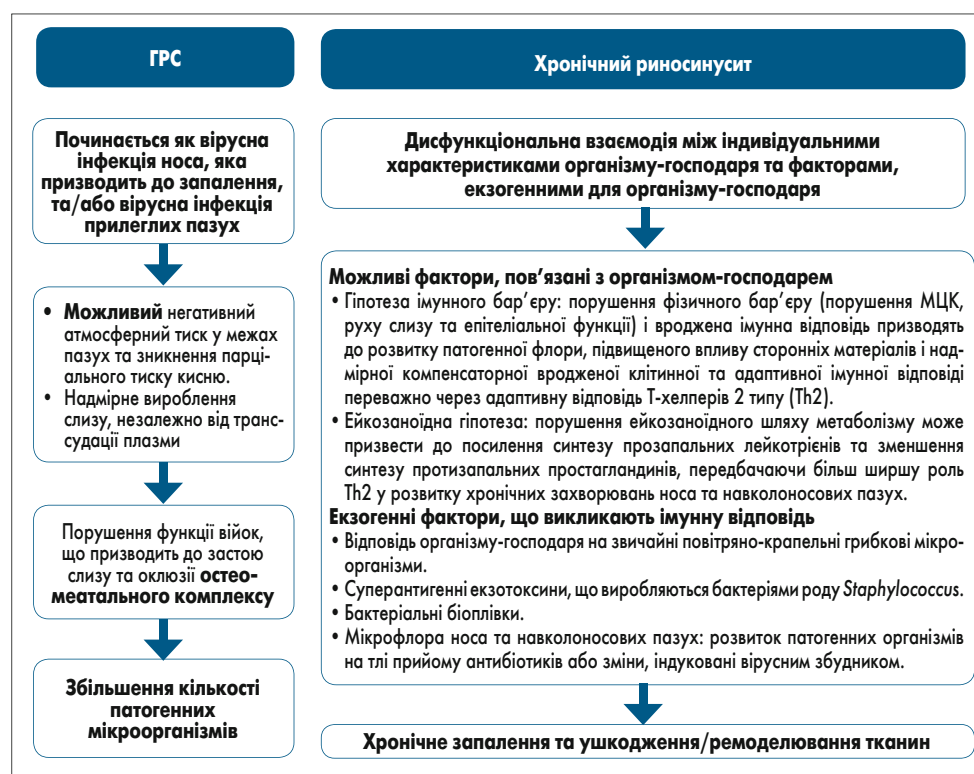 ГРС
Починається як вірусна
інфекція носа, яка
призводить до запалення,
та/або вірусна інфекція
прилеглих пазух
• Можливий негативний
атмосферний тиск у межах
пазух та зникнення парці-
ального тиску кисню.
• Надмірне вироблення
слизу, незалежно від транс-
судації плазми
Порушення функції війок,
що призводить до застою
слизу та оклюзії остео-
меатального комплексу
Збільшення кількості
патогенних
мікроорганізмів
Хронічний риносинусит
Дисфункціональна взаємодія між індивідуальними
характеристиками організму-господаря та факторами,
екзогенними для організму-господаря
Можливі фактори, пов’язані з організмом-господарем
• Гіпотеза імунного бар’єру: порушення фізичного бар’єру (порушення МЦК,
руху слизу та епітеліальної функції) і вроджена імунна відповідь призводять
до розвитку патогенної флори, підвищеного впливу сторонніх матеріалів і над-
мірної компенсаторної вродженої клітинної та адаптивної імунної відповіді
переважно через адаптивну відповідь Т-хелперів 2 типу (Th2).
• Ейкозаноїдна гіпотеза: порушення ейкозаноїдного шляху метаболізму може
призвести до посилення синтезу прозапальних лейкотрієнів та зменшення
синтезу протизапальних простагландинів, передбачаючи більш ширшу роль
Th2 у розвитку хронічних захворювань носа та навколоносових пазух.
Екзогенні фактори, що викликають імунну відповідь
• Відповідь організму-господаря на звичайні повітряно-крапельні грибкові мікро-
організми.
• Суперантигенні екзотоксини, що виробляються бактеріями роду Staphylococcus.
• Бактеріальні біоплівки.
• Мікрофлора носа та навколоносових пазух: розвиток патогенних організмів
на тлі прийому антибіотиків або зміни, індуковані вірусним збудником.
Хронічне запалення та ушкодження/ремоделювання тканин